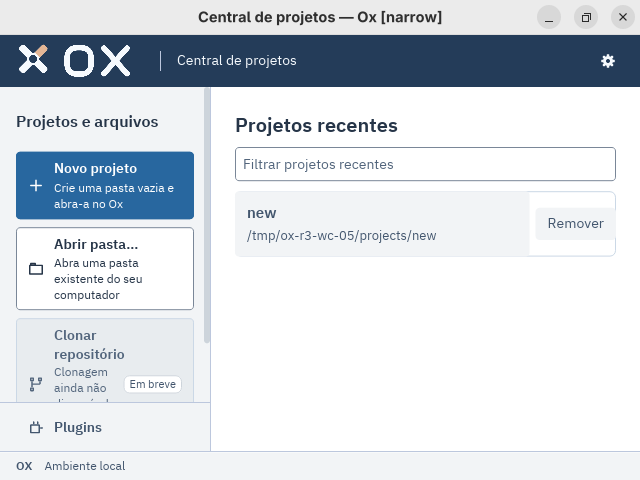 Central de projetos — Ox [narrow]
OX
Central de projetos
Projetos e arquivos
Novo projeto
Crie uma pasta vazia e
abra-a no Ox
Abrir pasta...
Abra uma pasta
existente do seu
computador
Clonar
repositório
Clonagem
ainda não
Em breve
Plugins
Projetos recentes
Filtrar projetos recentes
new
/tmp/ox-r3-wc-05/projects/new
Remover
OX
Ambiente local